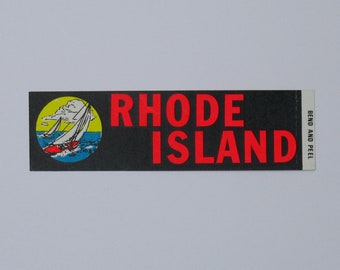 RHODE
ISLAND
BEND AND PEEL